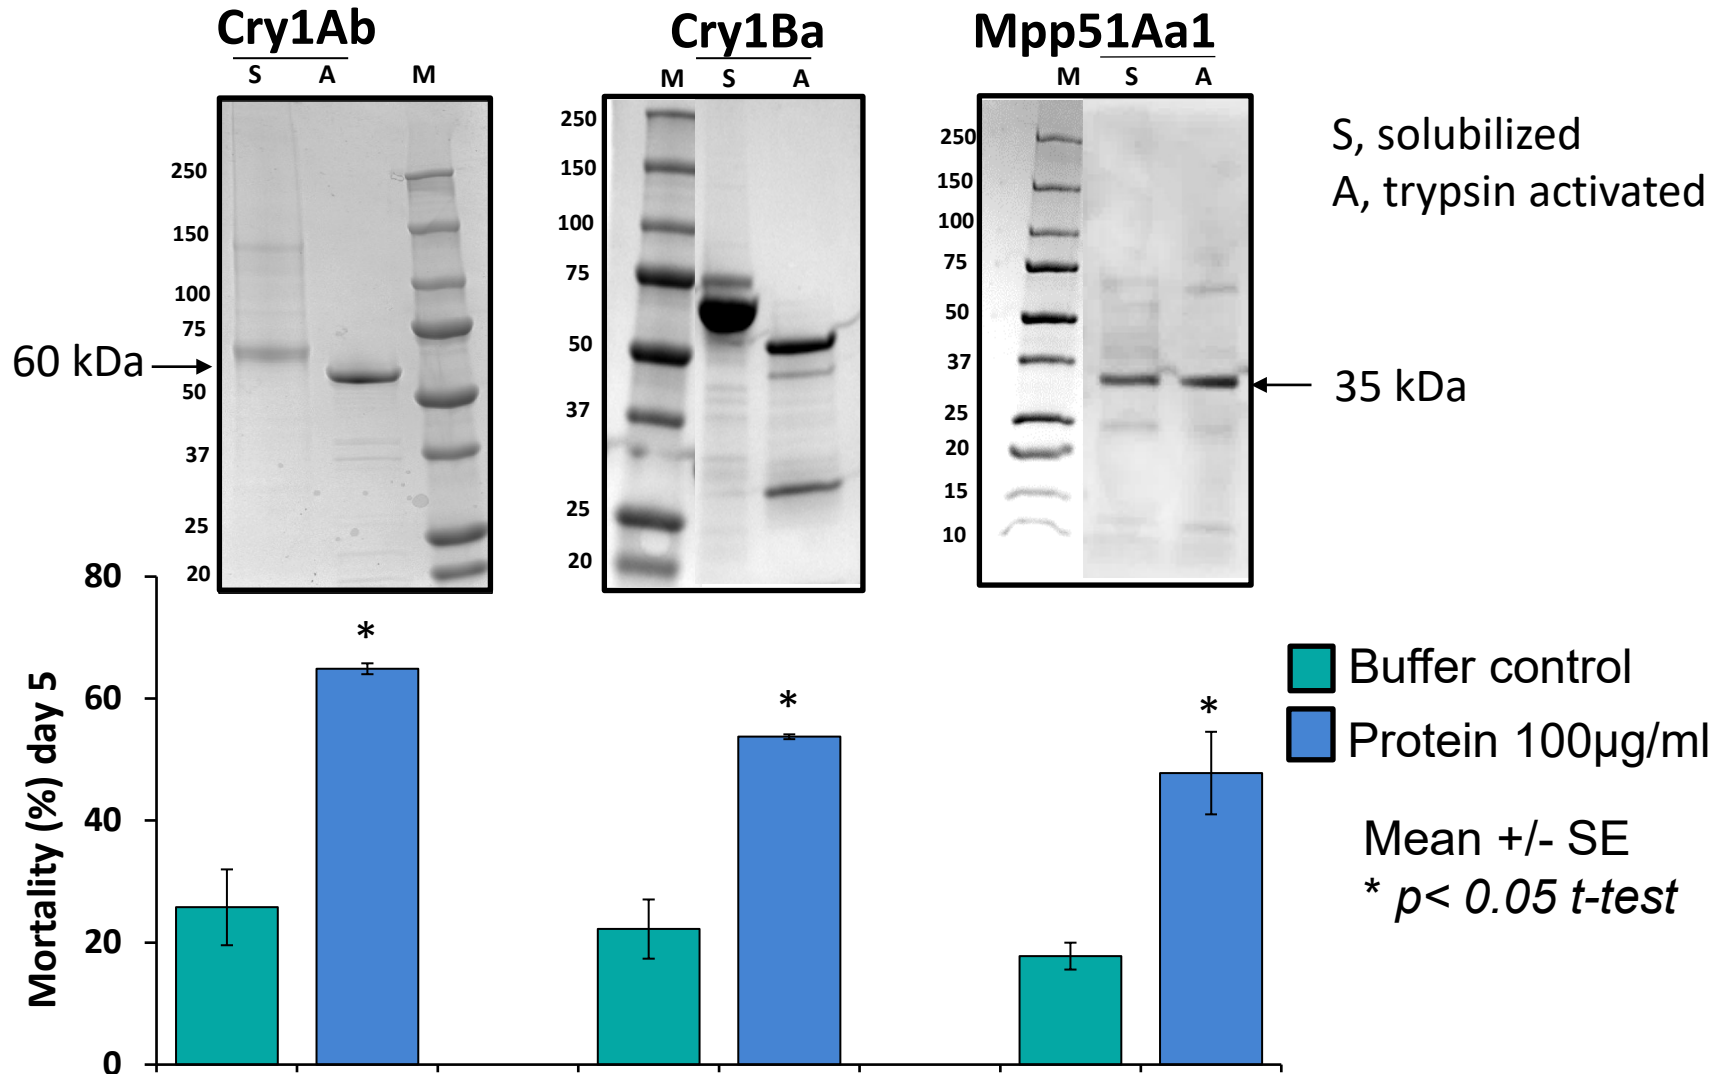 Cry1Ab
S A M
250
150
100
75
50
37
25
20
60 kDa
Cry1Ba
M S A
250
150
100
75
50
37
25
20
Mpp51Aa1
M S A
250
150
100
75
50
37
25
20
15
10
35 kDa
S, solubilized
A, trypsin activated
Mortality (%) day 5
80
60
40
20
0
*
*
*
Buffer control
Protein 100µg/ml
Mean +/- SE
* p< 0.05 t-test